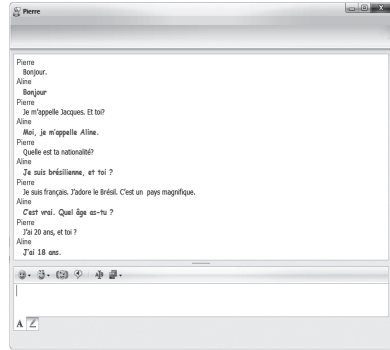 Pierre
Pierre
Bonjour.
Aline
Bonjour
Pierre
Je m'appelle Jacques. Et toi?
Aline
Moi, je m'appelle Aline.
Pierre
Quelle est ta nationalité?
Aline
Je suis brésilienne, et toi ?
Pierre
Je suis français. J'adore le Brésil. C'est un pays magnifique.
Aline
C'est vrai. Quel âge as-tu ?
Pierre
J'ai 20 ans, et toi ?
Aline
J'ai 18 ans.
A